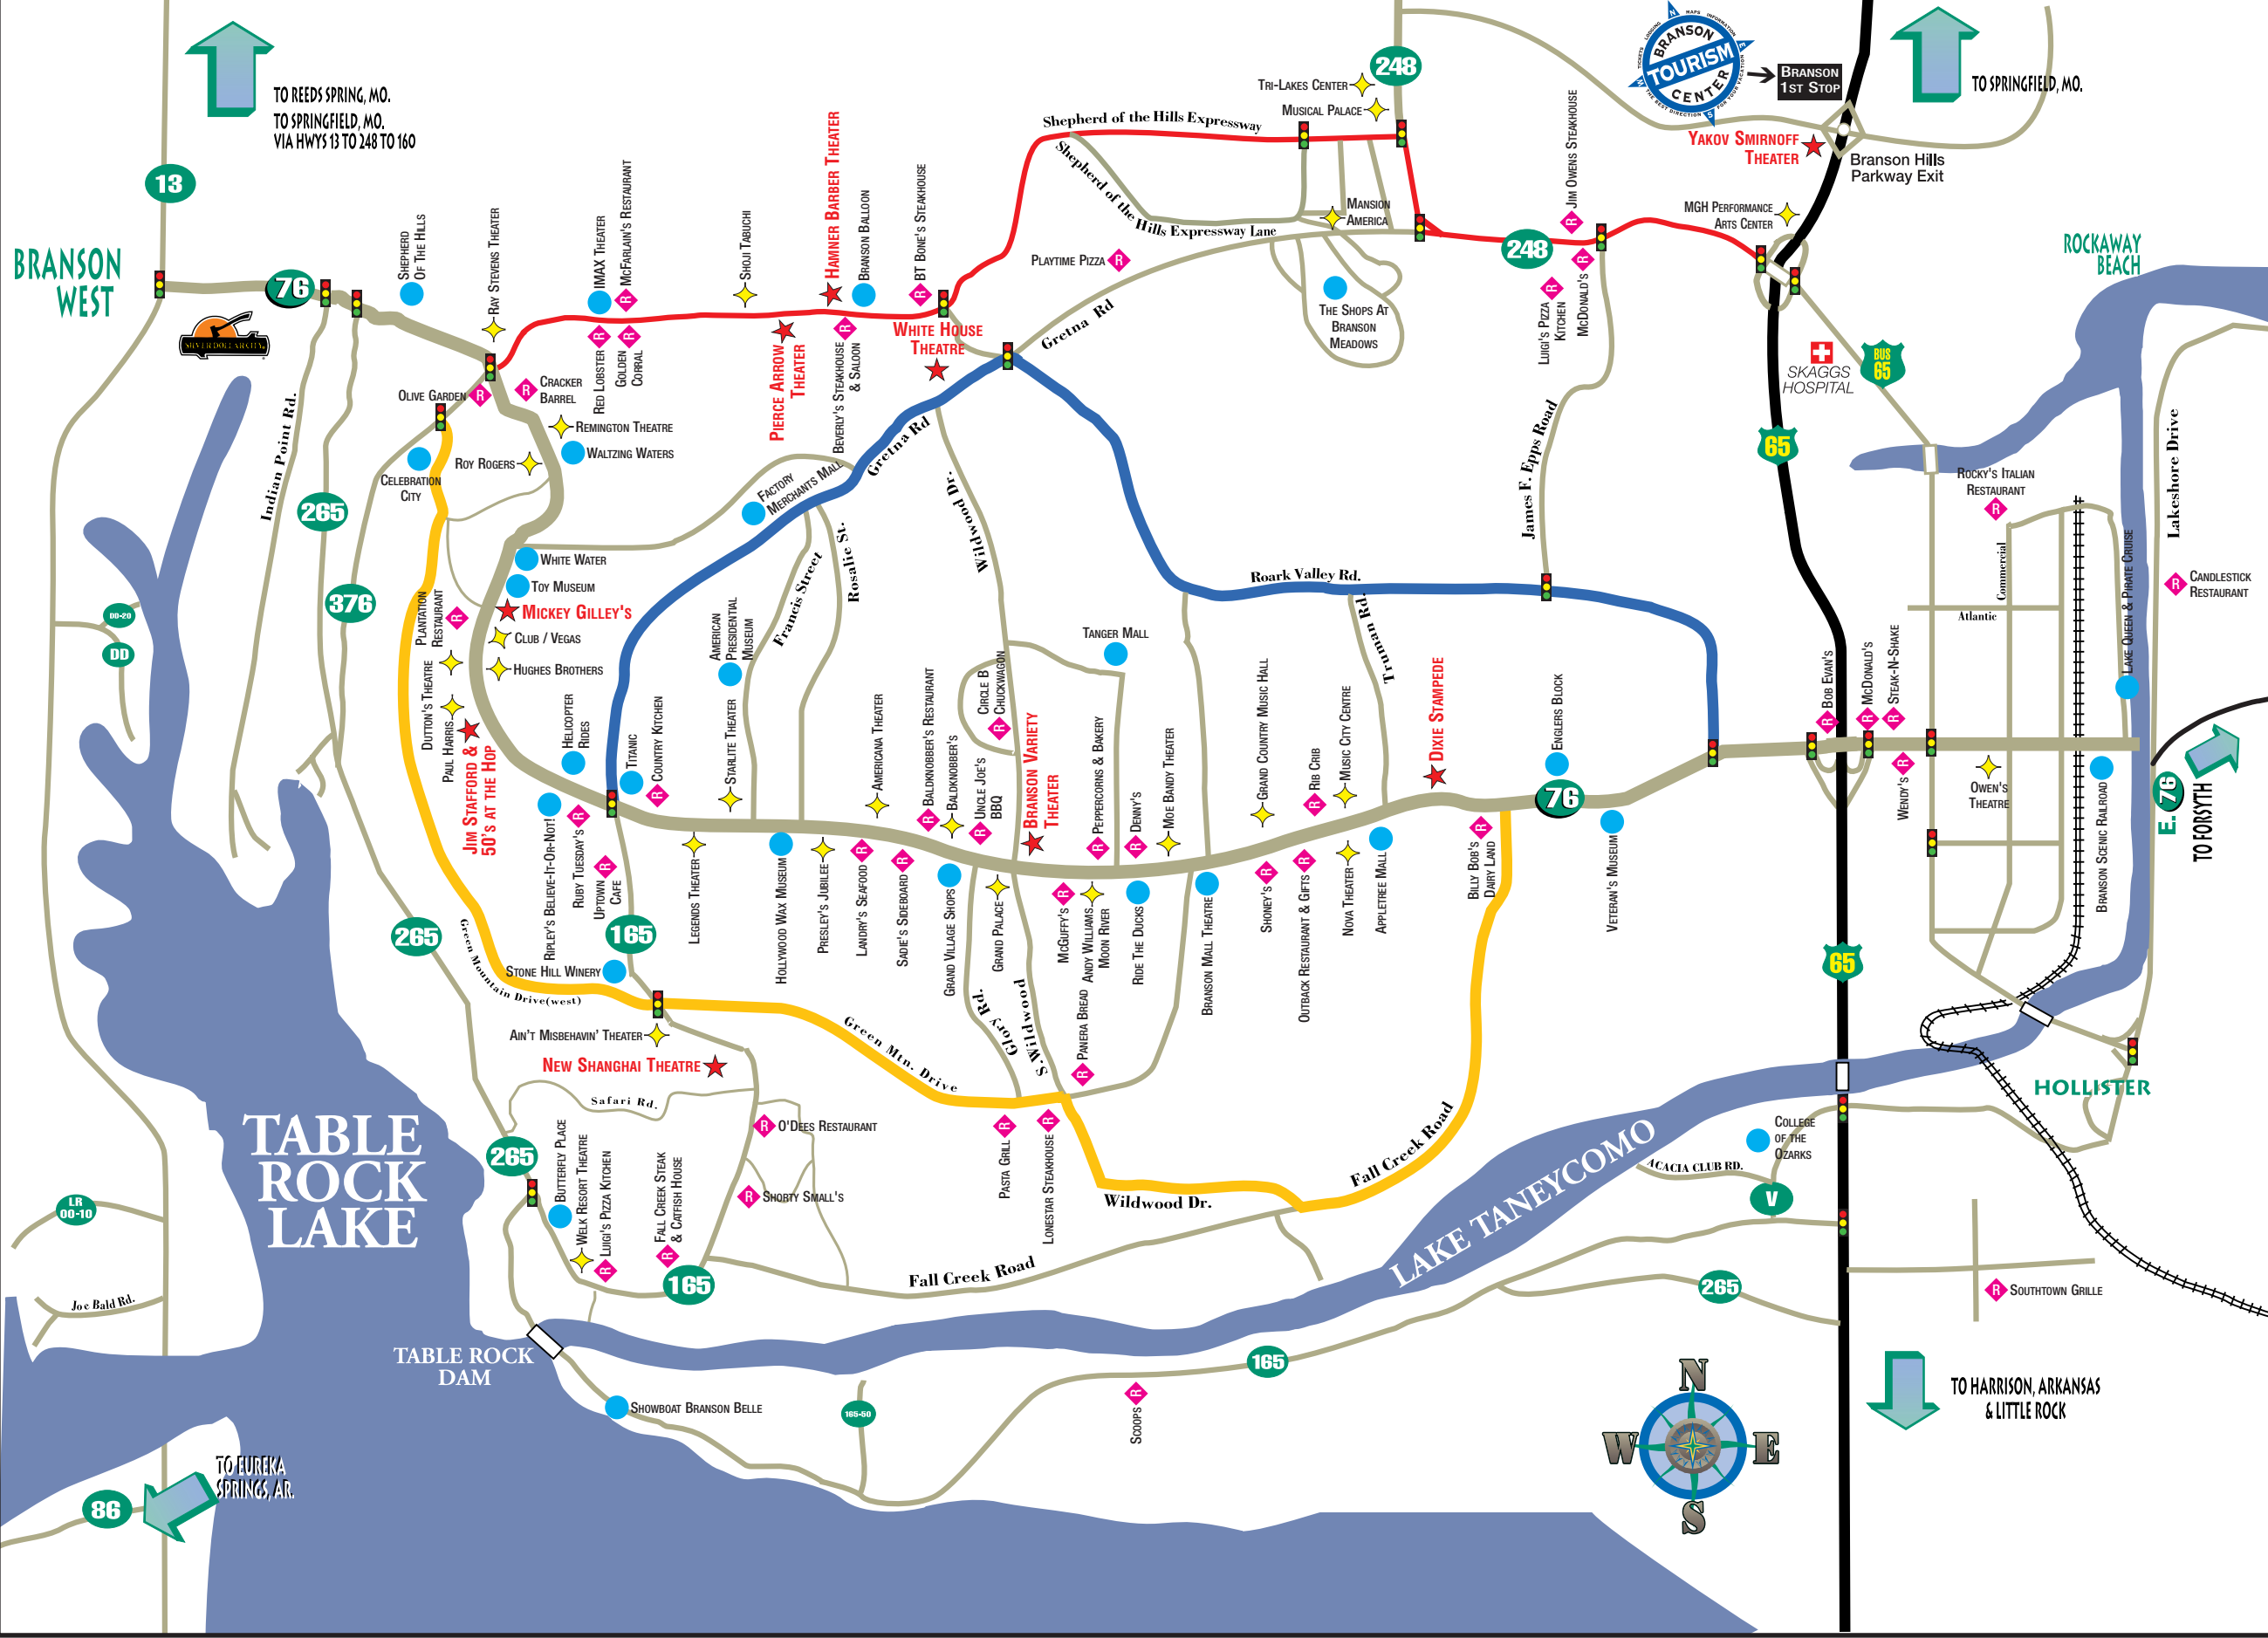 TO REEDS SPRING, MO.
TO SPRINGFIELD, MO.
VIA HWYS 13 TO 248 TO 160
13
BRANSON
WEST
76
SILVER DOLLAR CITY
SHEPHERD
OF THE HILLS
RAY STEVENS THEATER
IMAX THEATER
MCFARLAIN'S RESTAURANT
RED LOBSTER
GOLDEN
CORRAL
SHOJI TABUCHI
HAMNER BARBER THEATER
BRANSON BALLOON
PIERCE ARROW
THEATER
BEVERLY'S STEAKHOUSE
& SALOON
BT BONE'S STEAKHOUSE
WHITE HOUSE
THEATRE
Shepherd of the Hills Expressway
Shepherd of the Hills Expressway Lane
TRI-LAKES CENTER
MUSICAL PALACE
248
MANSION
AMERICA
PLAYTIME PIZZA
Gretna Rd
THE SHOPS AT
BRANSON
MEADOWS
JIM OWENS STEAKHOUSE
248
LUIGI'S PIZZA
KITCHEN
MCDONALD'S
BRANSON
TOURISM
CENTER
BRANSON
1ST STOP
YAKOV SMIRNOFF
THEATER
Branson Hills
Parkway Exit
MGH PERFORMANCE
ARTS CENTER
TO SPRINGFIELD, MO.
ROCKAWAY
BEACH
SKAGGS
HOSPITAL
BUS
65
65
OLIVE GARDEN
CRACKER
BARREL
REMINGTON THEATRE
WALTZING WATERS
ROY ROGERS
CELEBRATION
CITY
Indian Point Rd.
265
376
FACTORY
MERCHANTS MALL
Gretna Rd
Wildwood Dr.
James F. Epps Road
ROCKY'S ITALIAN
RESTAURANT
Lakeshore Drive
Commercial
Atlantic
LAKE QUEEN & PIRATE CRUISE
CANDLESTICK
RESTAURANT
DD-20
DD
WHITE WATER
TOY MUSEUM
MICKEY GILLEY'S
CLUB / VEGAS
HUGHES BROTHERS
PLANTATION
RESTAURANT
DUTTON'S THEATRE
PAUL HARRIS
JIM STAFFORD &
50'S AT THE HOP
Francis Street
Rosalie St.
AMERICAN
PRESIDENTIAL
MUSEUM
Roark Valley Rd.
Truman Rd.
TANGER MALL
HELICOPTER
RIDES
TITANIC
COUNTRY KITCHEN
STARLITE THEATER
AMERICANA THEATER
BALDKNOBBER'S RESTAURANT
BALDKNOBBER'S
UNCLE JOE'S
BBQ
CIRCLE B
CHUCKWAGON
BRANSON VARIETY
THEATER
PEPPERCORNS & BAKERY
DENNY'S
MOE BANDY THEATER
GRAND COUNTRY MUSIC HALL
RIB CRIB
MUSIC CITY CENTRE
DIXIE STAMPEDE
ENGLERS BLOCK
76
BOB EVAN'S
MCDONALD'S
STEAK-N-SHAKE
WENDY'S
OWEN'S
THEATRE
BRANSON SCENIC RAILROAD
E. 76
TO FORSYTH
RIPLEY'S BELIEVE-IT-OR-NOT!
RUBY TUESDAY'S
UPTOWN
CAFE
LEGENDS THEATER
HOLLYWOOD WAX MUSEUM
PRESLEY'S JUBILEE
LANDRY'S SEAFOOD
SADIE'S SIDEBOARD
GRAND VILLAGE SHOPS
GRAND PALACE
MCGUFFY'S
ANDY WILLIAMS
MOON RIVER
RIDE THE DUCKS
BRANSON MALL THEATRE
SHONEY'S
OUTBACK RESTAURANT & GIFTS
NOVA THEATER
APPLETREE MALL
BILLY BOB'S
DAIRY LAND
VETERAN'S MUSEUM
265
165
65
STONE HILL WINERY
Green Mountain Drive(west)
AIN'T MISBEHAVIN' THEATER
NEW SHANGHAI THEATRE
Green Mtn. Drive
Glory Rd.
S.Wildwood
PANERA BREAD
Safari Rd.
O'DEES RESTAURANT
SHORTY SMALL'S
PASTA GRILL
LONESTAR STEAKHOUSE
Wildwood Dr.
Fall Creek Road
Fall Creek Road
LAKE TANEYCOMO
HOLLISTER
COLLEGE
OF THE
OZARKS
ACACIA CLUB RD.
V
TABLE
ROCK
LAKE
265
BUTTERFLY PLACE
WELK RESORT THEATRE
LUIGI'S PIZZA KITCHEN
FALL CREEK STEAK
& CATFISH HOUSE
165
LR
00-10
Joe Bald Rd.
TABLE ROCK
DAM
SHOWBOAT BRANSON BELLE
165-50
SCOOPS
165
265
SOUTHTOWN GRILLE
TO HARRISON, ARKANSAS
& LITTLE ROCK
N
W
E
S
TO EUREKA
SPRINGS, AR.
86